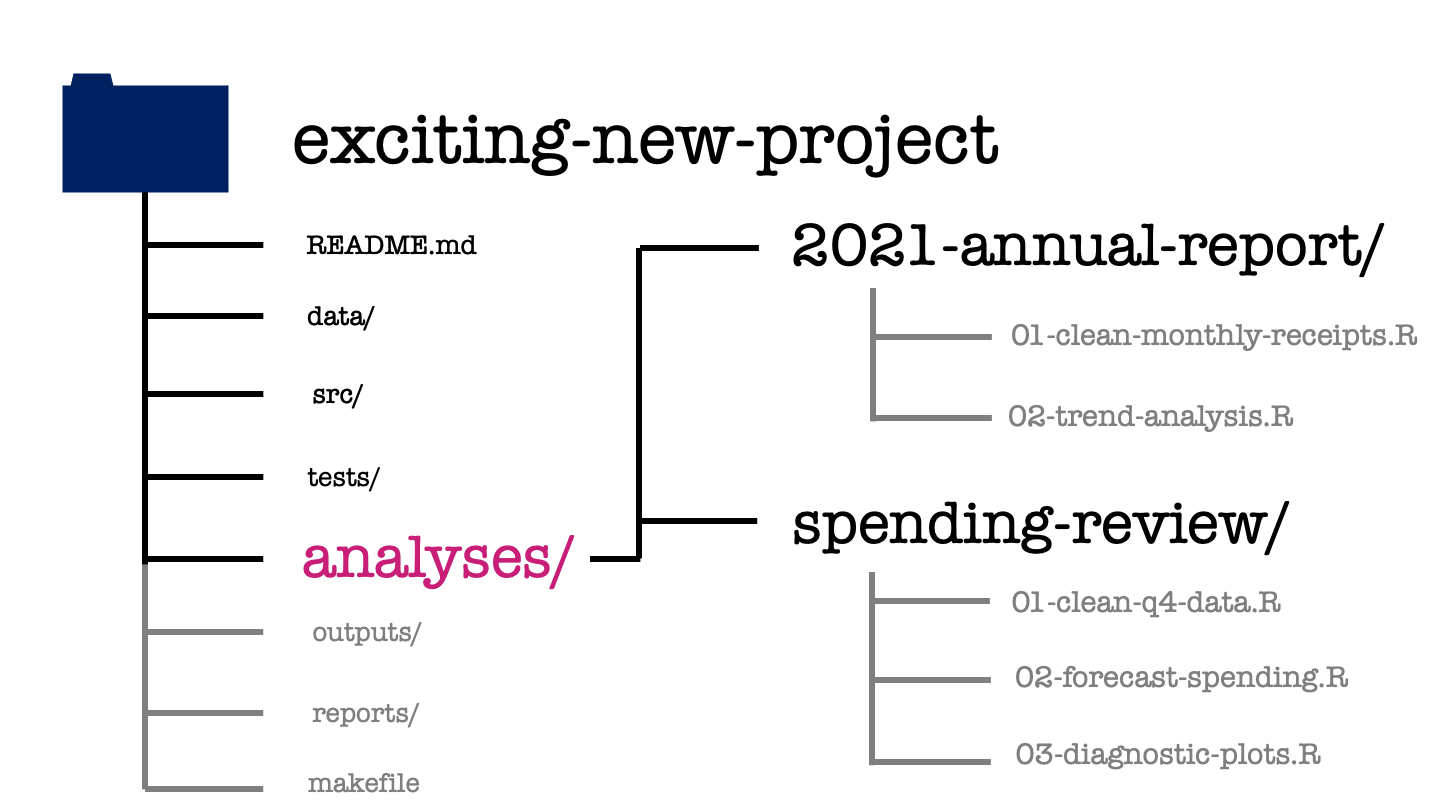 exciting-new-project
README.md
data/
src/
tests/
analyses/
outputs/
reports/
makefile
2021-annual-report/
01-clean-monthly-receipts.R
02-trend-analysis.R
spending-review/
01-clean-q4-data.R
02-forecast-spending.R
03-diagnostic-plots.R